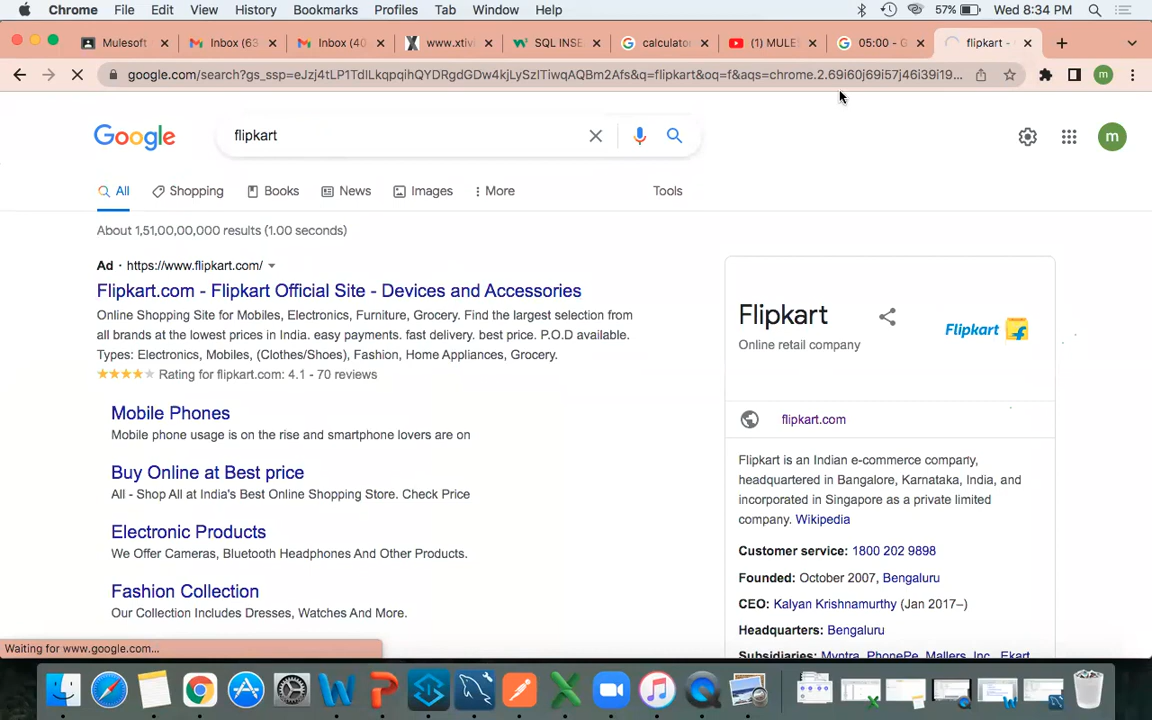 Chrome File Edit View History Bookmarks Profiles Tab Window Help 57% Wed 8:34 PM
Mulesoft Inbox (63 Inbox (40 www.xtivi SQL INSE calculator (1) MULE 05:00 - G flipkart -
google.com/search?gs_ssp=eJzj4tLP1TdILkqpqihQYDRgdGDw4kjLySzITiwqAQBm2Afs&q=flipkart&oq=f&aqs=chrome.2.69i60j69i57j46i39i19... m
Google flipkart m
All Shopping Books News Images More Tools
About 1,51,00,00,000 results (1.00 seconds)
Ad · https://www.flipkart.com/
Flipkart.com - Flipkart Official Site - Devices and Accessories
Online Shopping Site for Mobiles, Electronics, Furniture, Grocery. Find the largest selection from
all brands at the lowest prices in India. easy payments. fast delivery. best price. P.O.D available.
Types: Electronics, Mobiles, (Clothes/Shoes), Fashion, Home Appliances, Grocery.
Rating for flipkart.com: 4.1 - 70 reviews
Mobile Phones
Mobile phone usage is on the rise and smartphone lovers are on
Buy Online at Best price
All - Shop All at India's Best Online Shopping Store. Check Price
Electronic Products
We Offer Cameras, Bluetooth Headphones And Other Products.
Fashion Collection
Our Collection Includes Dresses, Watches And More.
Flipkart
Online retail company
Flipkart
flipkart.com
Flipkart is an Indian e-commerce company,
headquartered in Bangalore, Karnataka, India, and
incorporated in Singapore as a private limited
company. Wikipedia
Customer service: 1800 202 9898
Founded: October 2007, Bengaluru
CEO: Kalyan Krishnamurthy (Jan 2017–)
Headquarters: Bengaluru
Subsidiaries: Myntra, PhonePe, Mallers, Inc., Ekart
Waiting for www.google.com...